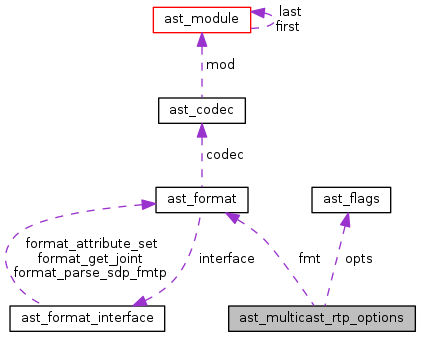 ast_module
last
first
mod
ast_codec
codec
ast_format
ast_flags
format_attribute_set
format_get_joint
format_parse_sdp_fmtp
interface
fmt
opts
ast_format_interface
ast_multicast_rtp_options